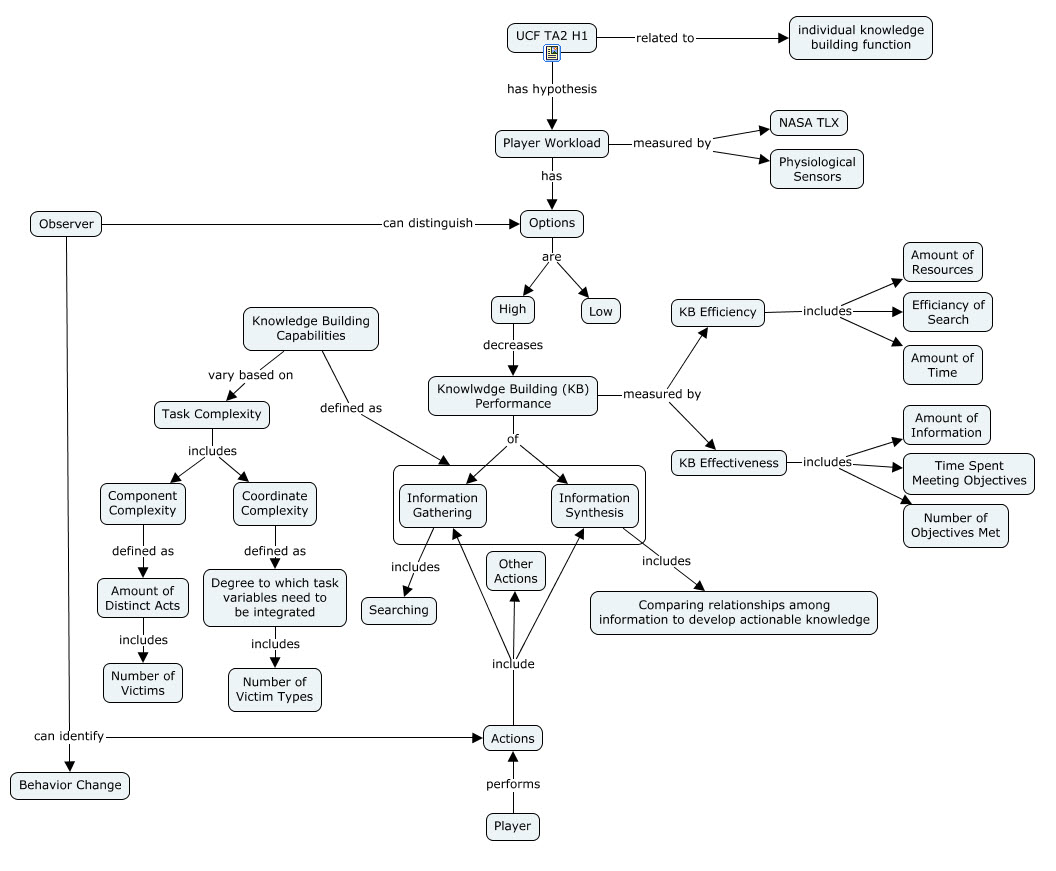 UCF TA2 H1
related to
individual knowledge
building function
has hypothesis
Player Workload
measured by
NASA TLX
Physiological
Sensors
has
Observer
can distinguish
Options
are
High
Low
decreases
Knowledge Building
Capabilities
vary based on
defined as
Task Complexity
includes
Knowlwdge Building (KB)
Performance
measured by
KB Efficiency
includes
Amount of
Resources
Efficiancy of
Search
Amount of
Time
KB Effectiveness
includes
Amount of
Information
Time Spent
Meeting Objectives
Number of
Objectives Met
of
Component
Complexity
Coordinate
Complexity
Information
Gathering
Information
Synthesis
defined as
defined as
includes
Other
Actions
includes
Amount of
Distinct Acts
Degree to which task
variables need to
be integrated
Searching
Comparing relationships among
information to develop actionable knowledge
includes
includes
include
Number of
Victims
Number of
Victim Types
can identify
Actions
Behavior Change
performs
Player